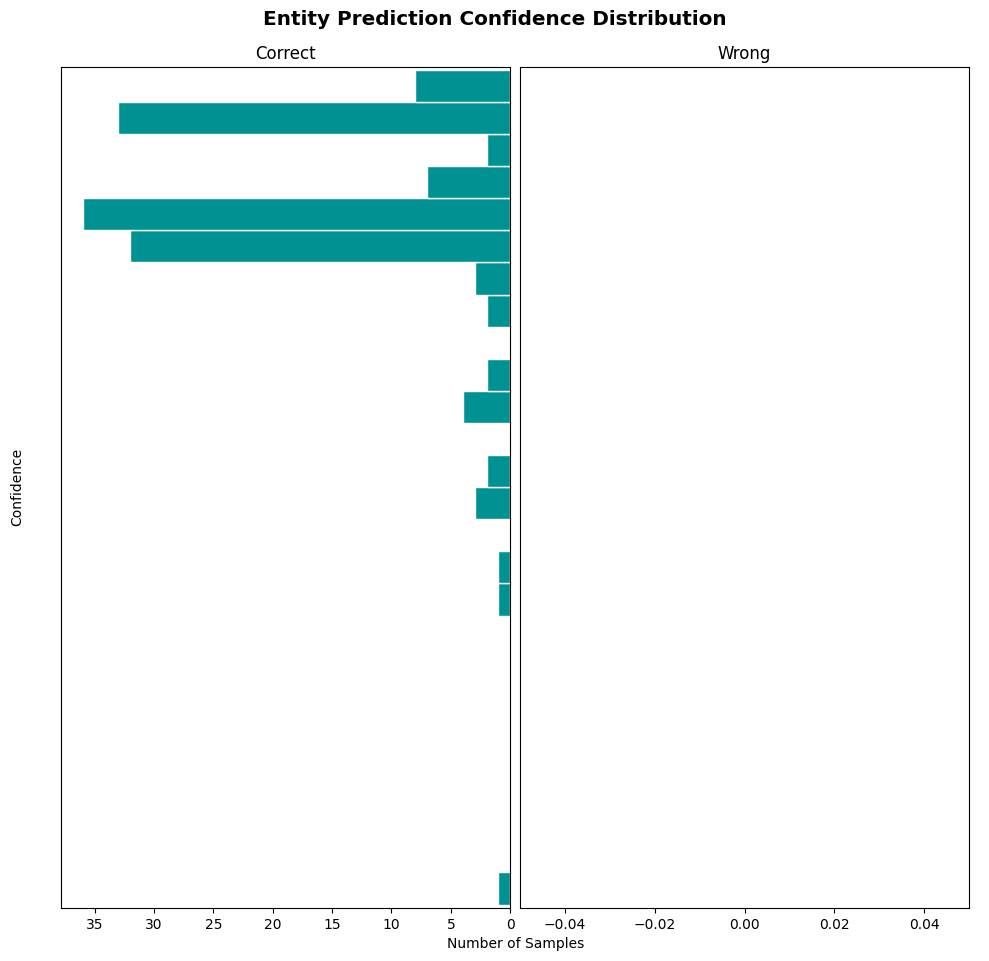 Entity Prediction Confidence Distribution
Correct
Wrong
Confidence
35 30 25 20 15 10 5 0
−0.04 −0.02 0.00 0.02 0.04
Number of Samples